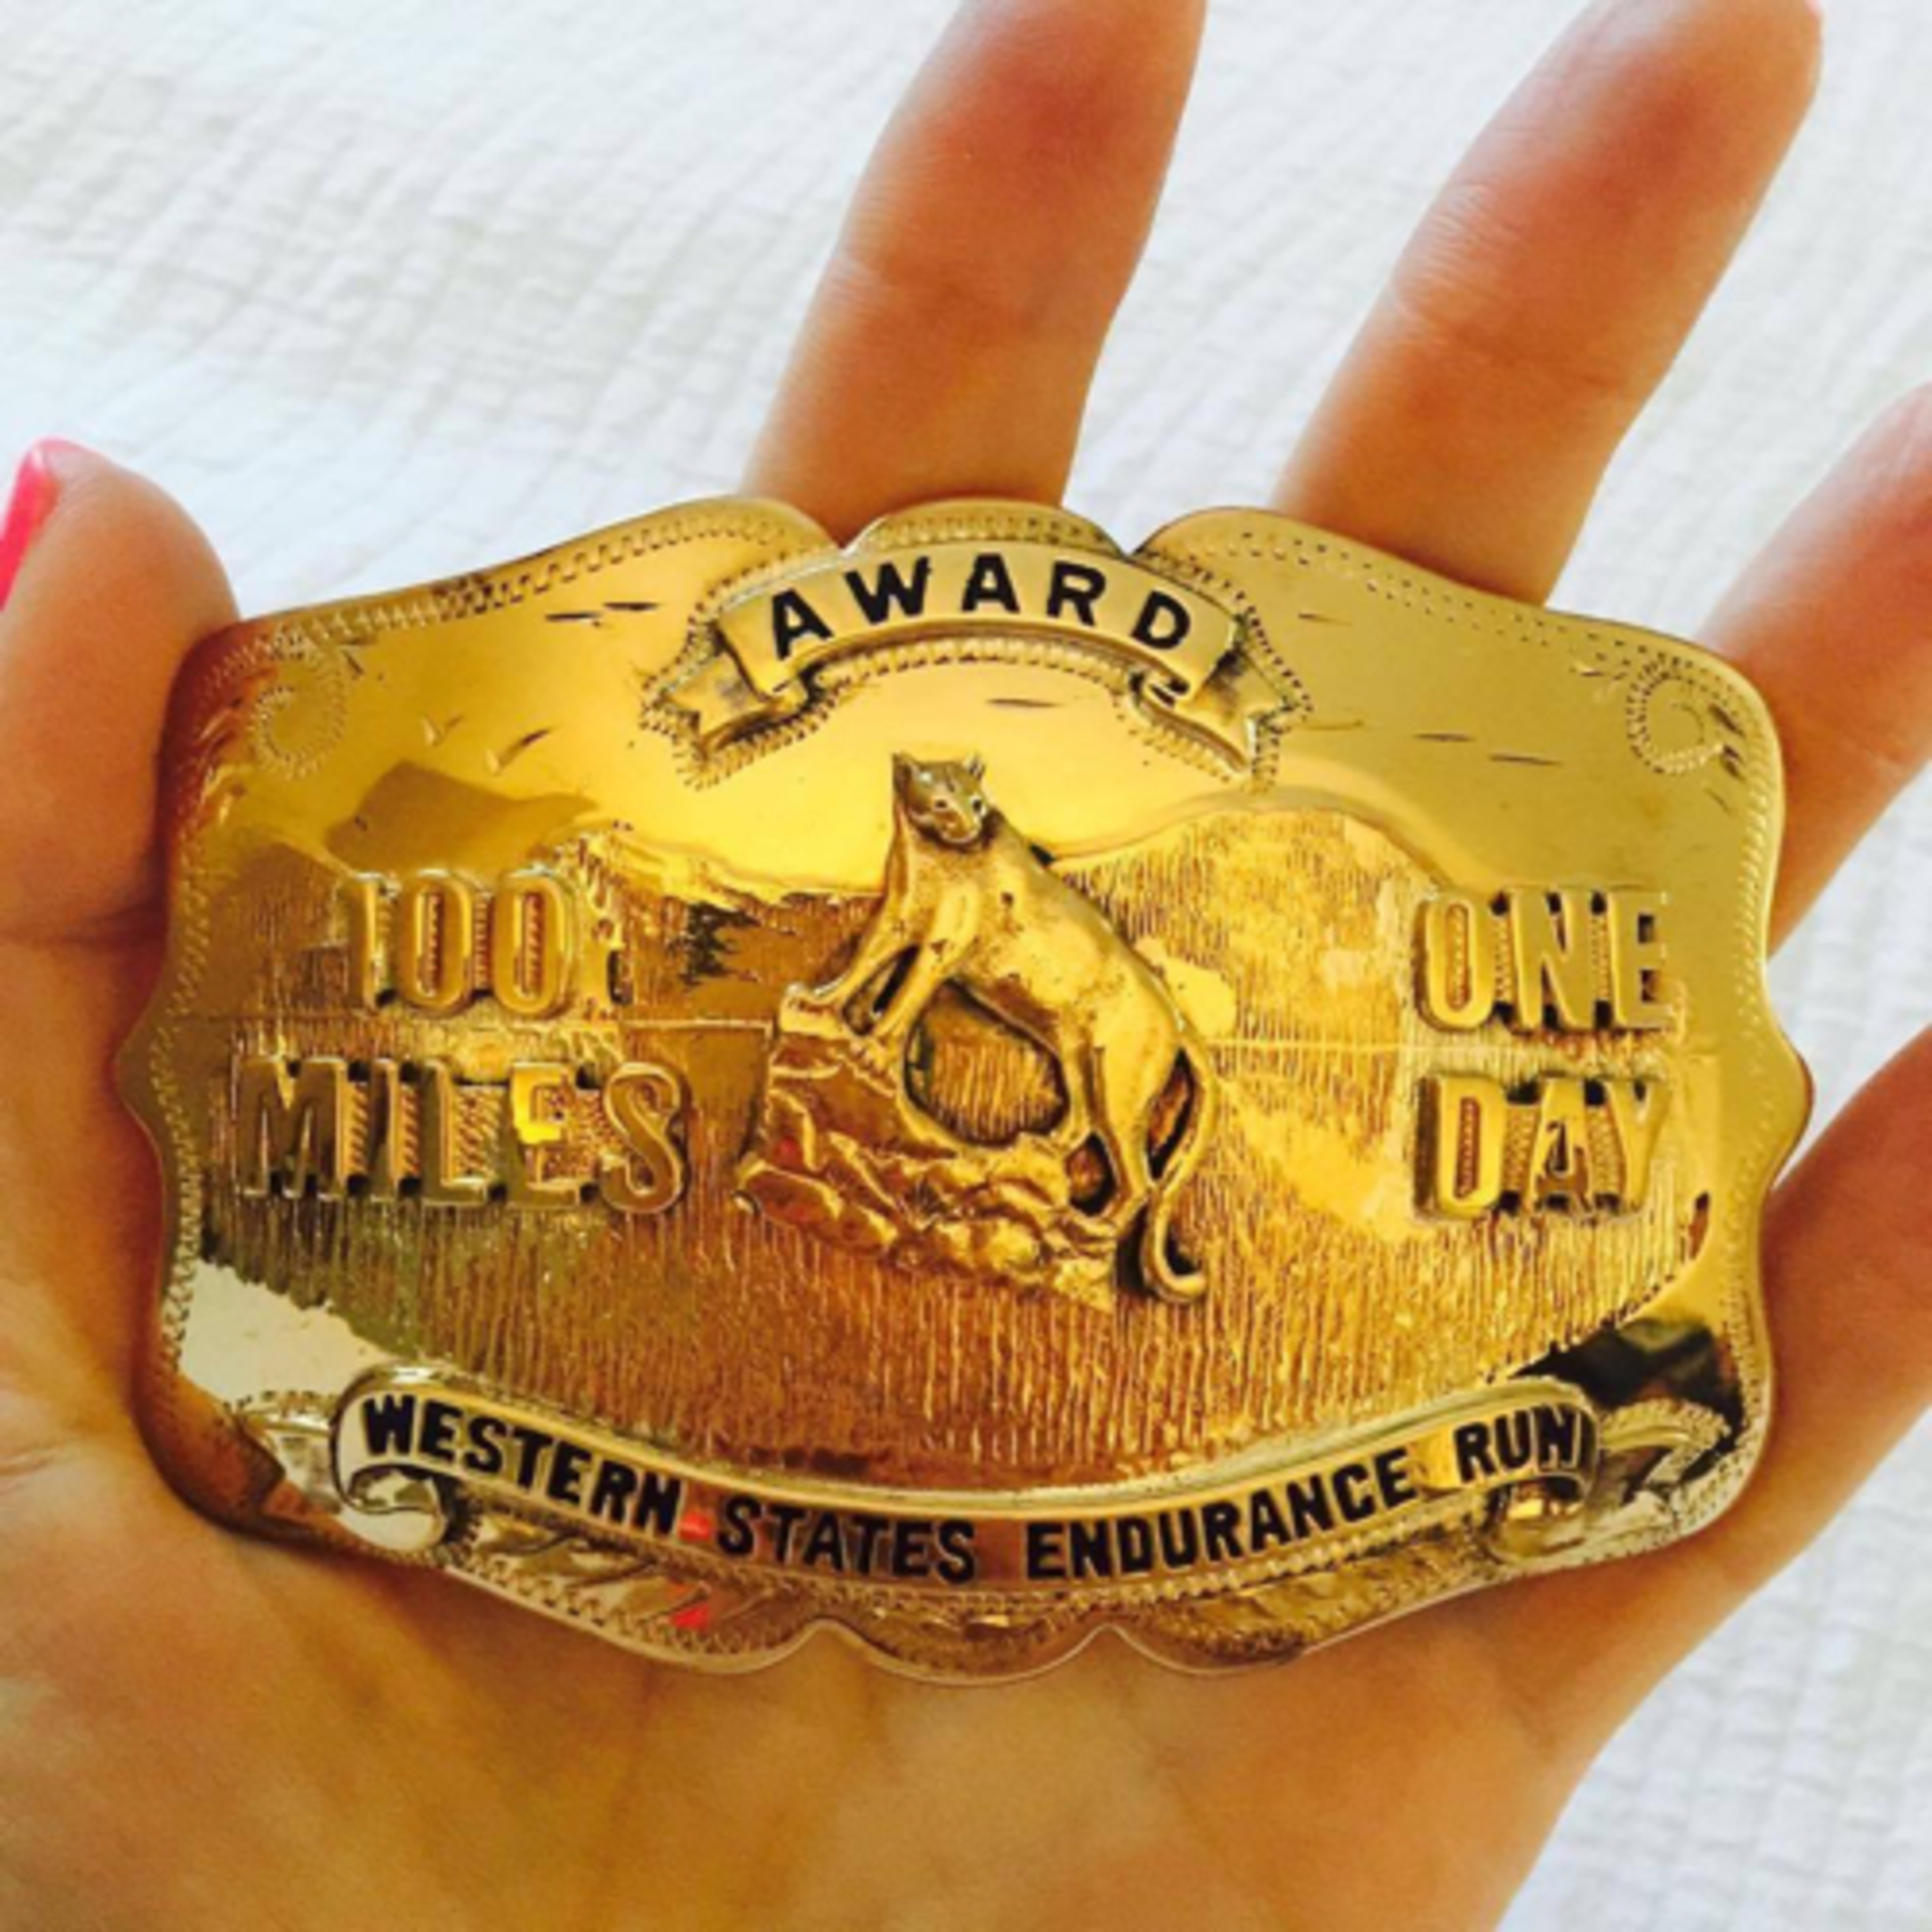 AWARD
100
MILES
ONE
DAY
WESTERN STATES ENDURANCE RUN